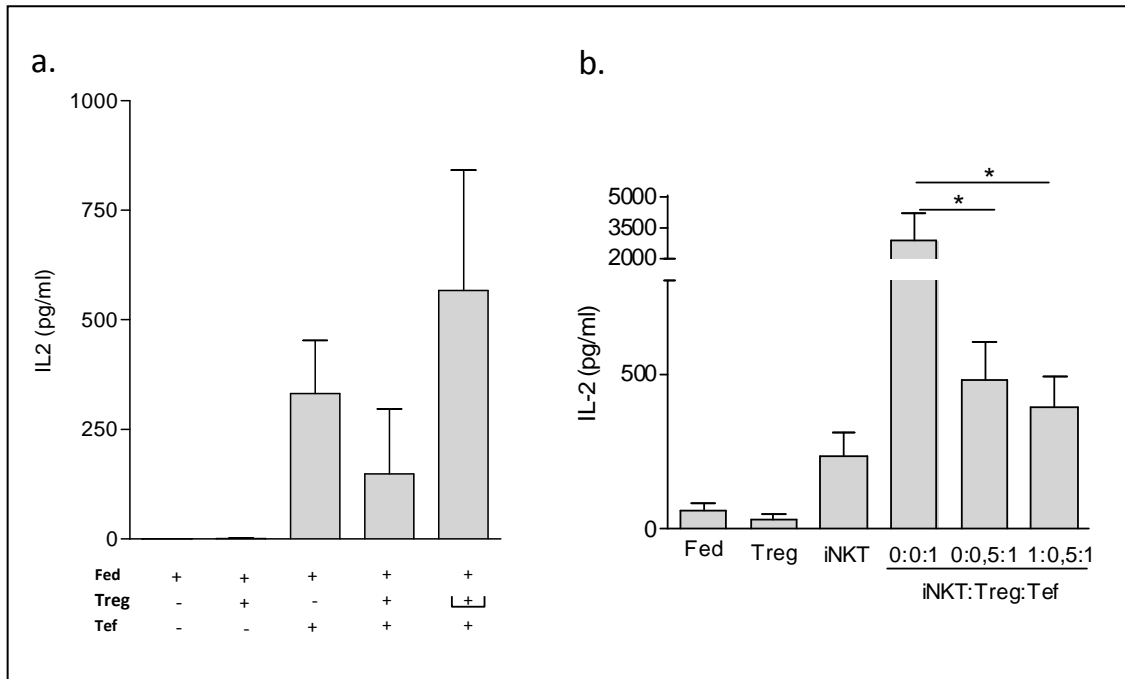 a.
1000
750
500
250
0
IL2 (pg/ml)
Fed + + + + +
Treg - + - + +
Tef - - + + +
b.
5000
3500
2000
500
0
IL-2 (pg/ml)
* 
*
Fed Treg iNKT 0:0:1 0:0,5:1 1:0,5:1
iNKT:Treg:Tef